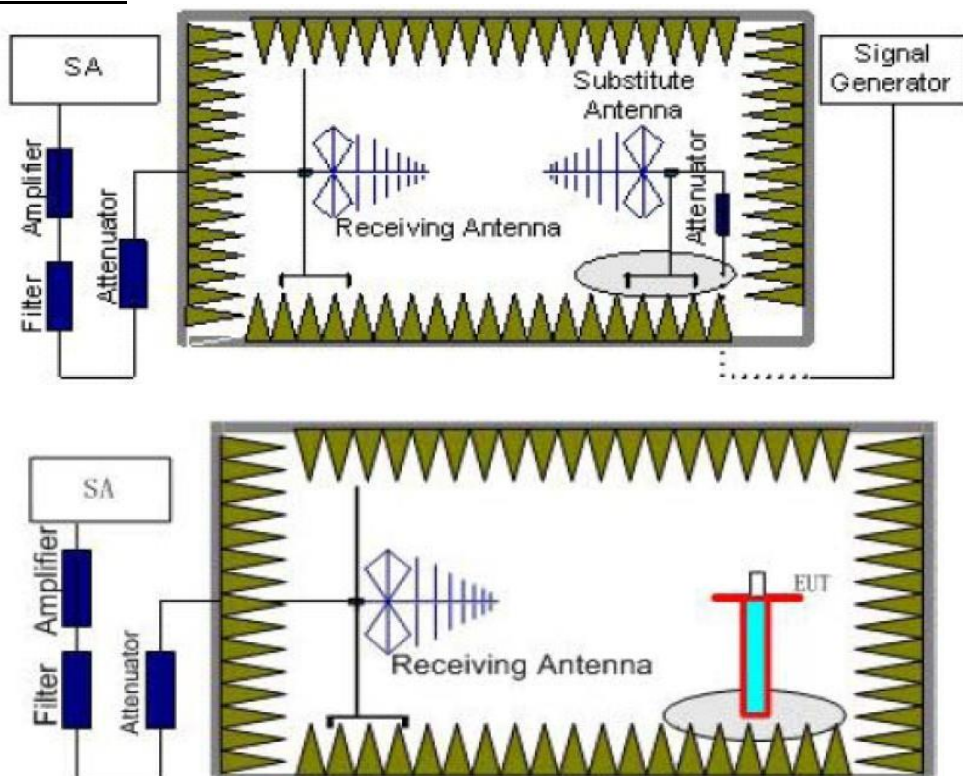 SA
Amplifier
Filter
Attenuator
Receiving Antenna
Substitute
Antenna
Attenuator
Signal
Generator
SA
Amplifier
Filter
Attenuator
Receiving Antenna
EUT